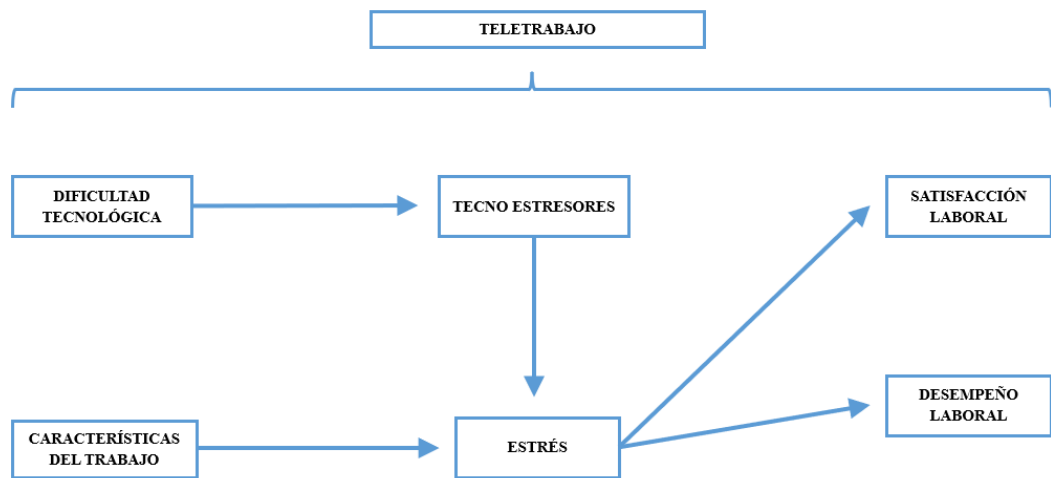 TELETRABAJO
DIFICULTAD
TECNOLÓGICA
TECNO ESTRESORES
SATISFACCIÓN
LABORAL
CARACTERÍSTICAS
DEL TRABAJO
ESTRÉS
DESEMPEÑO
LABORAL